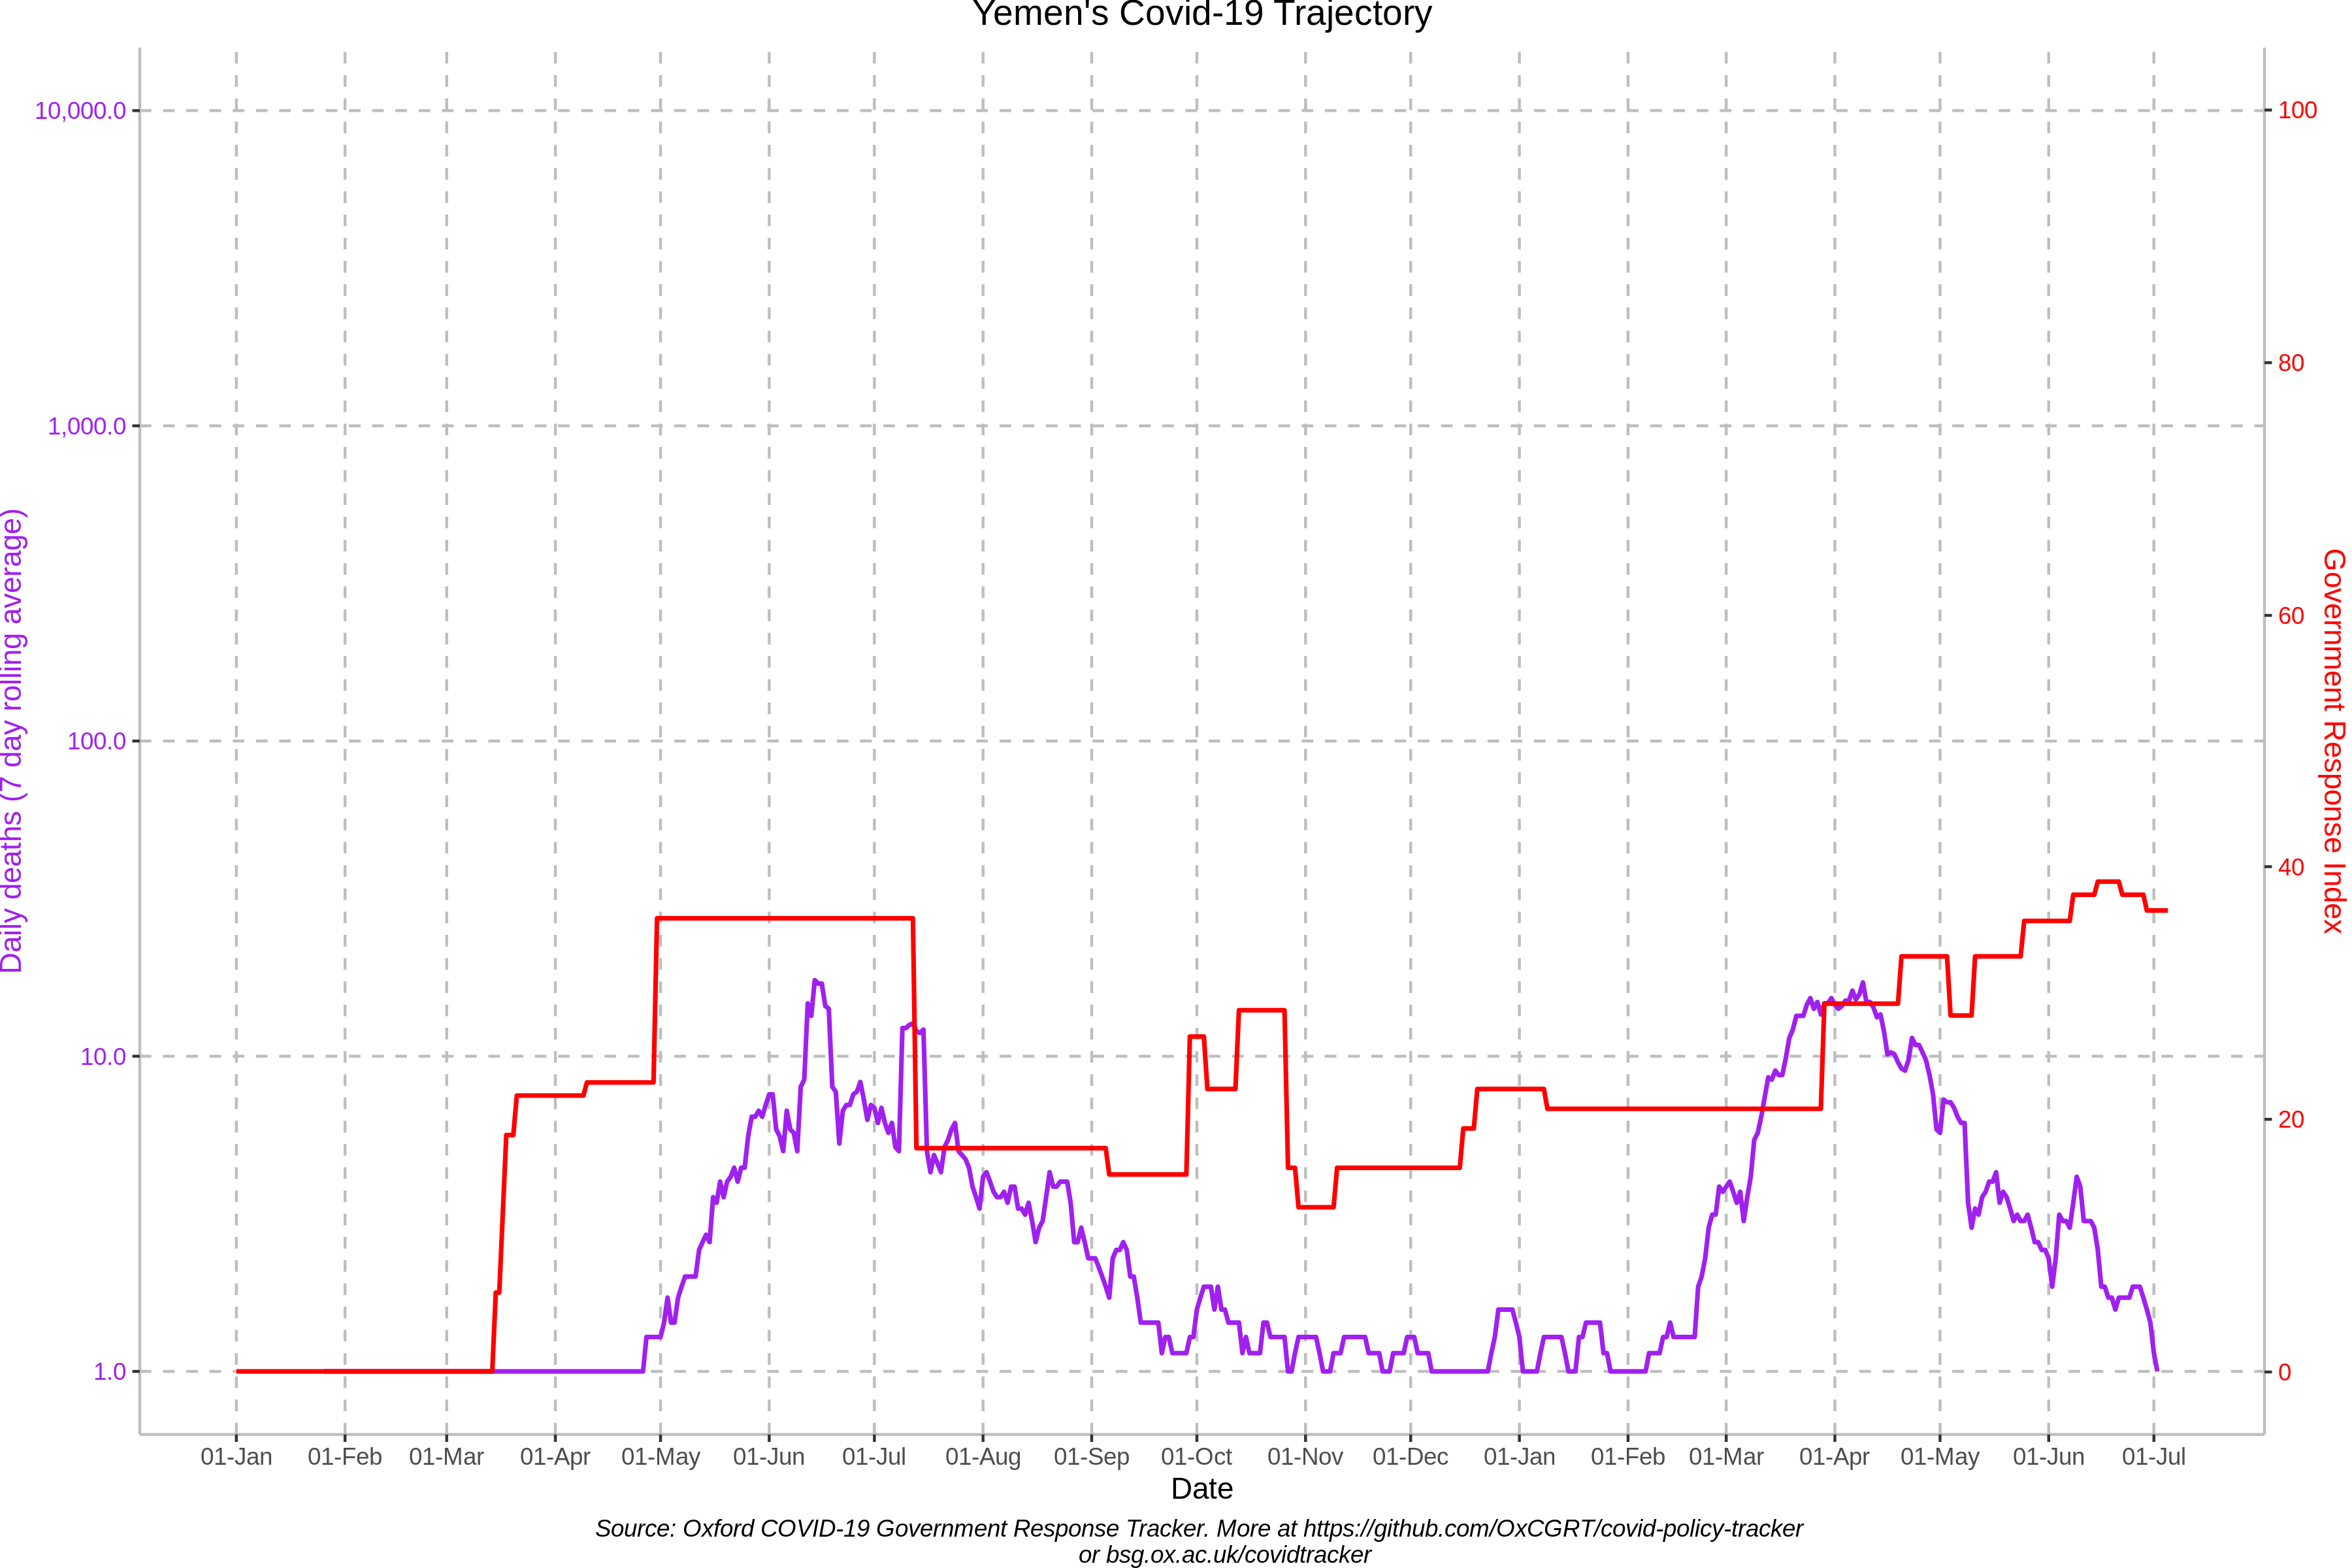 Yemen's Covid-19 Trajectory
10,000.0
1,000.0
100.0
10.0
1.0
Daily deaths (7 day rolling average)
100
80
60
40
20
0
Government Response Index
01-Jan 01-Feb 01-Mar 01-Apr 01-May 01-Jun 01-Jul 01-Aug 01-Sep 01-Oct 01-Nov 01-Dec 01-Jan 01-Feb 01-Mar 01-Apr 01-May 01-Jun 01-Jul
Date
Source: Oxford COVID-19 Government Response Tracker. More at https://github.com/OxCGRT/covid-policy-tracker
or bsg.ox.ac.uk/covidtracker